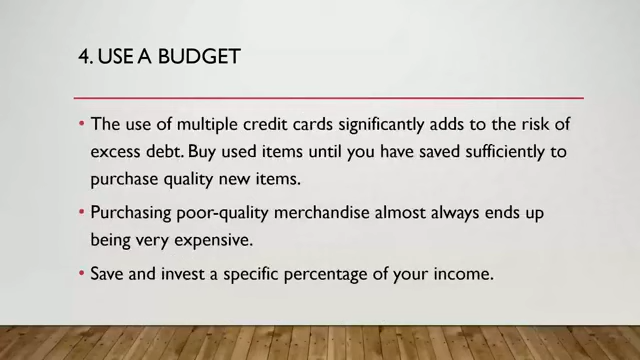 4. USE A BUDGET
• The use of multiple credit cards significantly adds to the risk of
excess debt. Buy used items until you have saved sufficiently to
purchase quality new items.
• Purchasing poor-quality merchandise almost always ends up
being very expensive.
• Save and invest a specific percentage of your income.